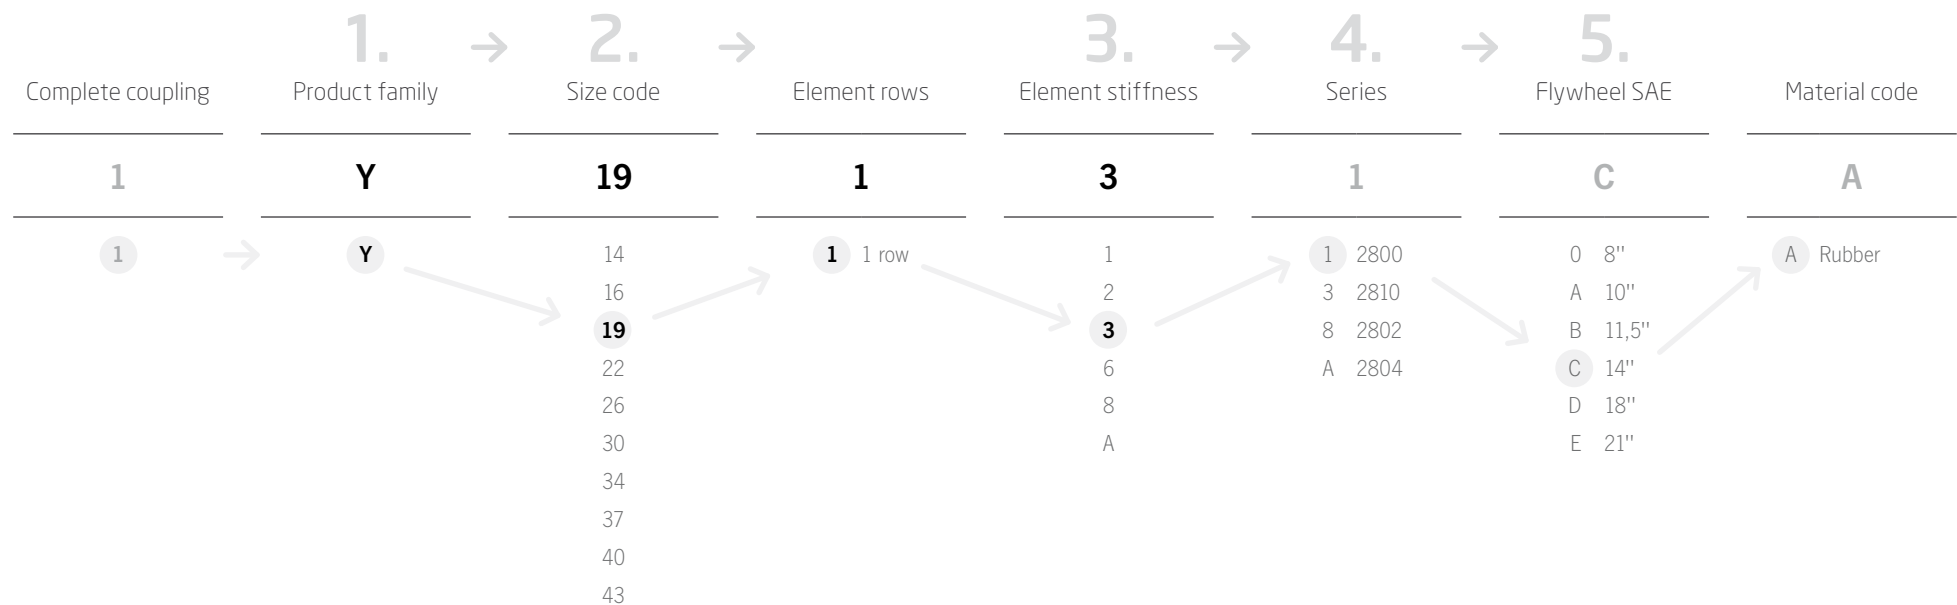 1. → 2. → 3. → 4. → 5.
Complete coupling Product family Size code Element rows Element stiffness Series Flywheel SAE Material code
1 Y 19 1 3 1 C A
1 → Y 14 1 1 row 1 1 2800 0 8" A Rubber
16 2 3 2810 A 10"
19 3 8 2802 B 11,5"
22 6 A 2804 C 14"
26 8 D 18"
30 A E 21"
34
37
40
43